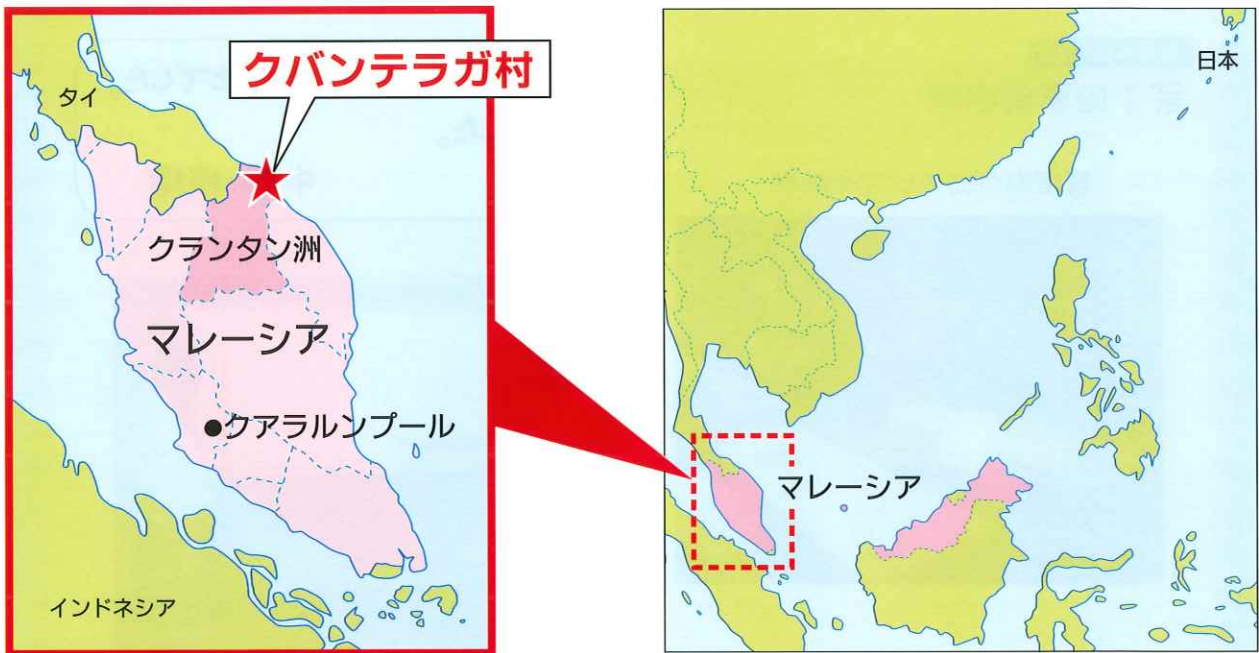 クバンテラガ村
タイ
クランタン洲
マレーシア
●クアラルンプール
インドネシア
日本
マレーシア